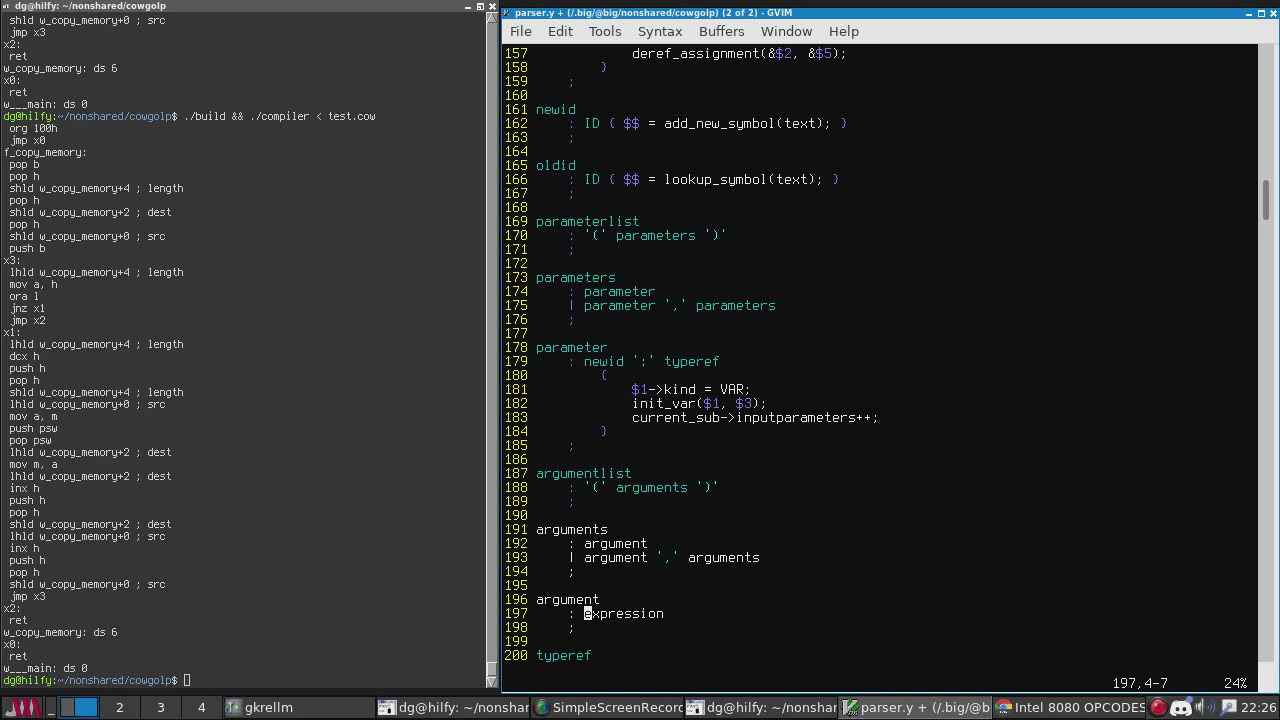 dg@hilfy: ~/nonshared/cowgolp
shld w_copy_memory+0 ; src
jmp x3
x2:
ret
w_copy_memory: ds 6
x0:
ret
w___main: ds 0
dg@hilfy:~/nonshared/cowgolp$ ./build && ./compiler < test.cow
org 100h
jmp x0
f_copy_memory:
pop b
pop h
shld w_copy_memory+4 ; length
pop h
shld w_copy_memory+2 ; dest
pop h
shld w_copy_memory+0 ; src
push b
x3:
lhld w_copy_memory+4 ; length
mov a, h
ora l
jnz x1
jmp x2
x1:
lhld w_copy_memory+4 ; length
dcx h
push h
pop h
shld w_copy_memory+4 ; length
lhld w_copy_memory+0 ; src
mov a, m
push psw
pop psw
lhld w_copy_memory+2 ; dest
mov m, a
lhld w_copy_memory+2 ; dest
inx h
push h
pop h
shld w_copy_memory+2 ; dest
lhld w_copy_memory+0 ; src
inx h
push h
pop h
shld w_copy_memory+0 ; src
jmp x3
x2:
ret
w_copy_memory: ds 6
x0:
ret
w___main: ds 0
dg@hilfy:~/nonshared/cowgolp$
parser.y + (/.big/@big/nonshared/cowgolp) (2 of 2) - GVIM
File Edit Tools Syntax Buffers Window Help
157 deref_assignment(&$2, &$5);
158 }
159 ;
160
161 newid
162 : ID { $$ = add_new_symbol(text); }
163 ;
164
165 oldid
166 : ID { $$ = lookup_symbol(text); }
167 ;
168
169 parameterlist
170 : '(' parameters ')'
171 ;
172
173 parameters
174 : parameter
175 | parameter ',' parameters
176 ;
177
178 parameter
179 : newid ':' typeref
180 {
181 $1->kind = VAR;
182 init_var($1, $3);
183 current_sub->inputparameters++;
184 }
185 ;
186
187 argumentlist
188 : '(' arguments ')'
189 ;
190
191 arguments
192 : argument
193 | argument ',' arguments
194 ;
195
196 argument
197 : expression
198 ;
199
200 typeref
197,4-7 24%
2 3 4 gkrellm dg@hilfy: ~/nonshar SimpleScreenRecord dg@hilfy: ~/nonshar parser.y + (/.big/@b Intel 8080 OPCODES 22:26